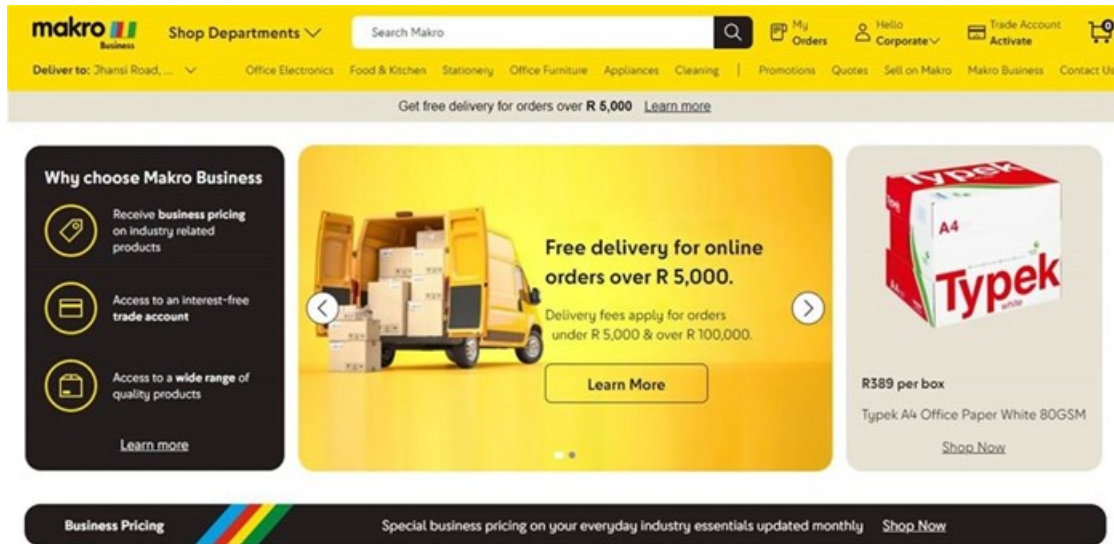 makro
Business
Shop Departments
Search Makro
My Orders
Hello Corporate
Trade Account Activate
0
Deliver to: Jhansi Road, ...
Office Electronics
Food & Kitchen
Stationery
Office Furniture
Appliances
Cleaning
|
Promotions
Quotes
Sell on Makro
Makro Business
Contact Us
Get free delivery for orders over R 5,000 Learn more
Why choose Makro Business
Receive business pricing
on industry related
products
Access to an interest-free
trade account
Access to a wide range of
quality products
Learn more
Free delivery for online
orders over R 5,000.
Delivery fees apply for orders
under R 5,000 & over R 100,000.
Learn More
Typek
A4
Typek
white
R389 per box
Typek A4 Office Paper White 80GSM
Shop Now
Business Pricing
Special business pricing on your everyday industry essentials updated monthly Shop Now